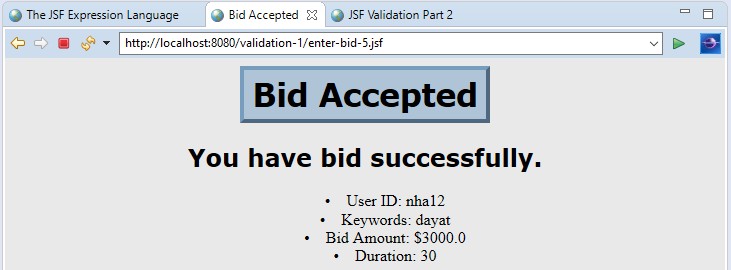 The JSF Expression Language Bid Accepted JSF Validation Part 2
http://localhost:8080/validation-1/enter-bid-5.jsf
Bid Accepted
You have bid successfully.
• User ID: nha12
• Keywords: dayat
• Bid Amount: $3000.0
• Duration: 30